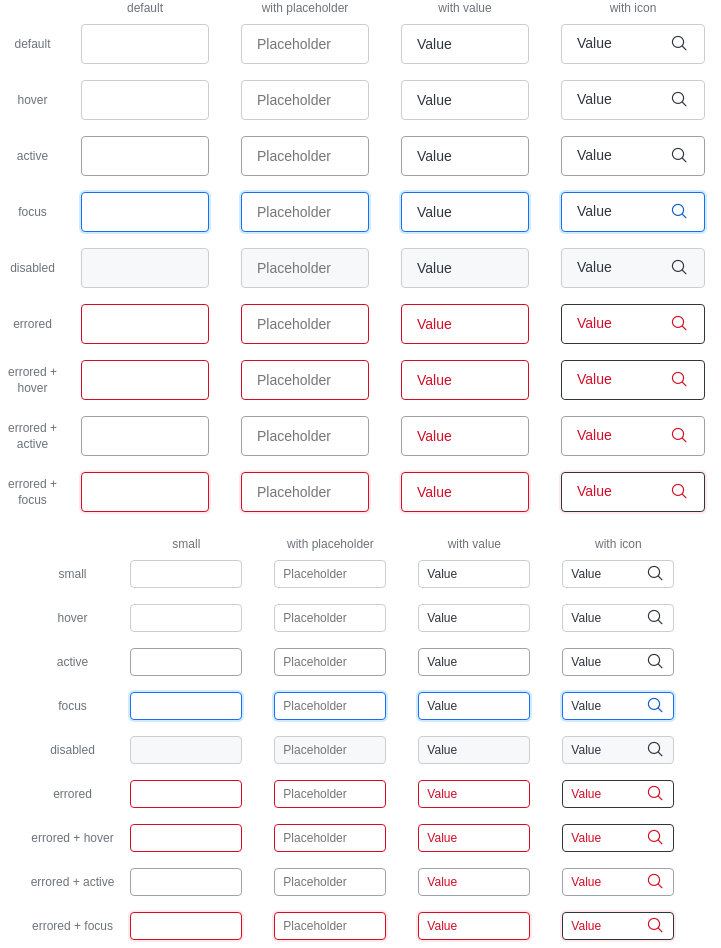 default with placeholder with value with icon
default Placeholder Value Value
hover Placeholder Value Value
active Placeholder Value Value
focus Placeholder Value Value
disabled Placeholder Value Value
errored Placeholder Value Value
errored +
hover Placeholder Value Value
errored +
active Placeholder Value Value
errored +
focus Placeholder Value Value
small with placeholder with value with icon
small Placeholder Value Value
hover Placeholder Value Value
active Placeholder Value Value
focus Placeholder Value Value
disabled Placeholder Value Value
errored Placeholder Value Value
errored + hover Placeholder Value Value
errored + active Placeholder Value Value
errored + focus Placeholder Value Value